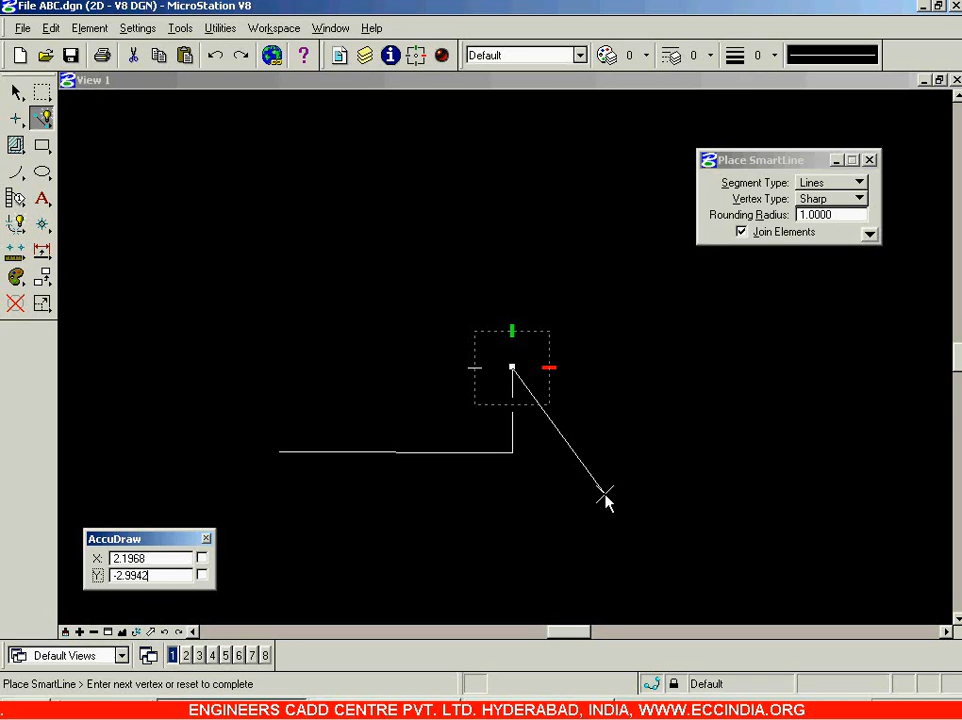 File ABC.dgn (2D - V8 DGN) - MicroStation V8
File Edit Element Settings Tools Utilities Workspace Window Help
Default 0 0 0
View 1
Place SmartLine
Segment Type: Lines
Vertex Type: Sharp
Rounding Radius: 1.0000
Join Elements
AccuDraw
X: 2.1968
Y: -2.9942
Default Views 1 2 3 4 5 6 7 8
Place SmartLine > Enter next vertex or reset to complete Default
. ENGINEERS CADD CENTRE PVT. LTD. HYDERABAD, INDIA, WWW.ECCINDIA.ORG